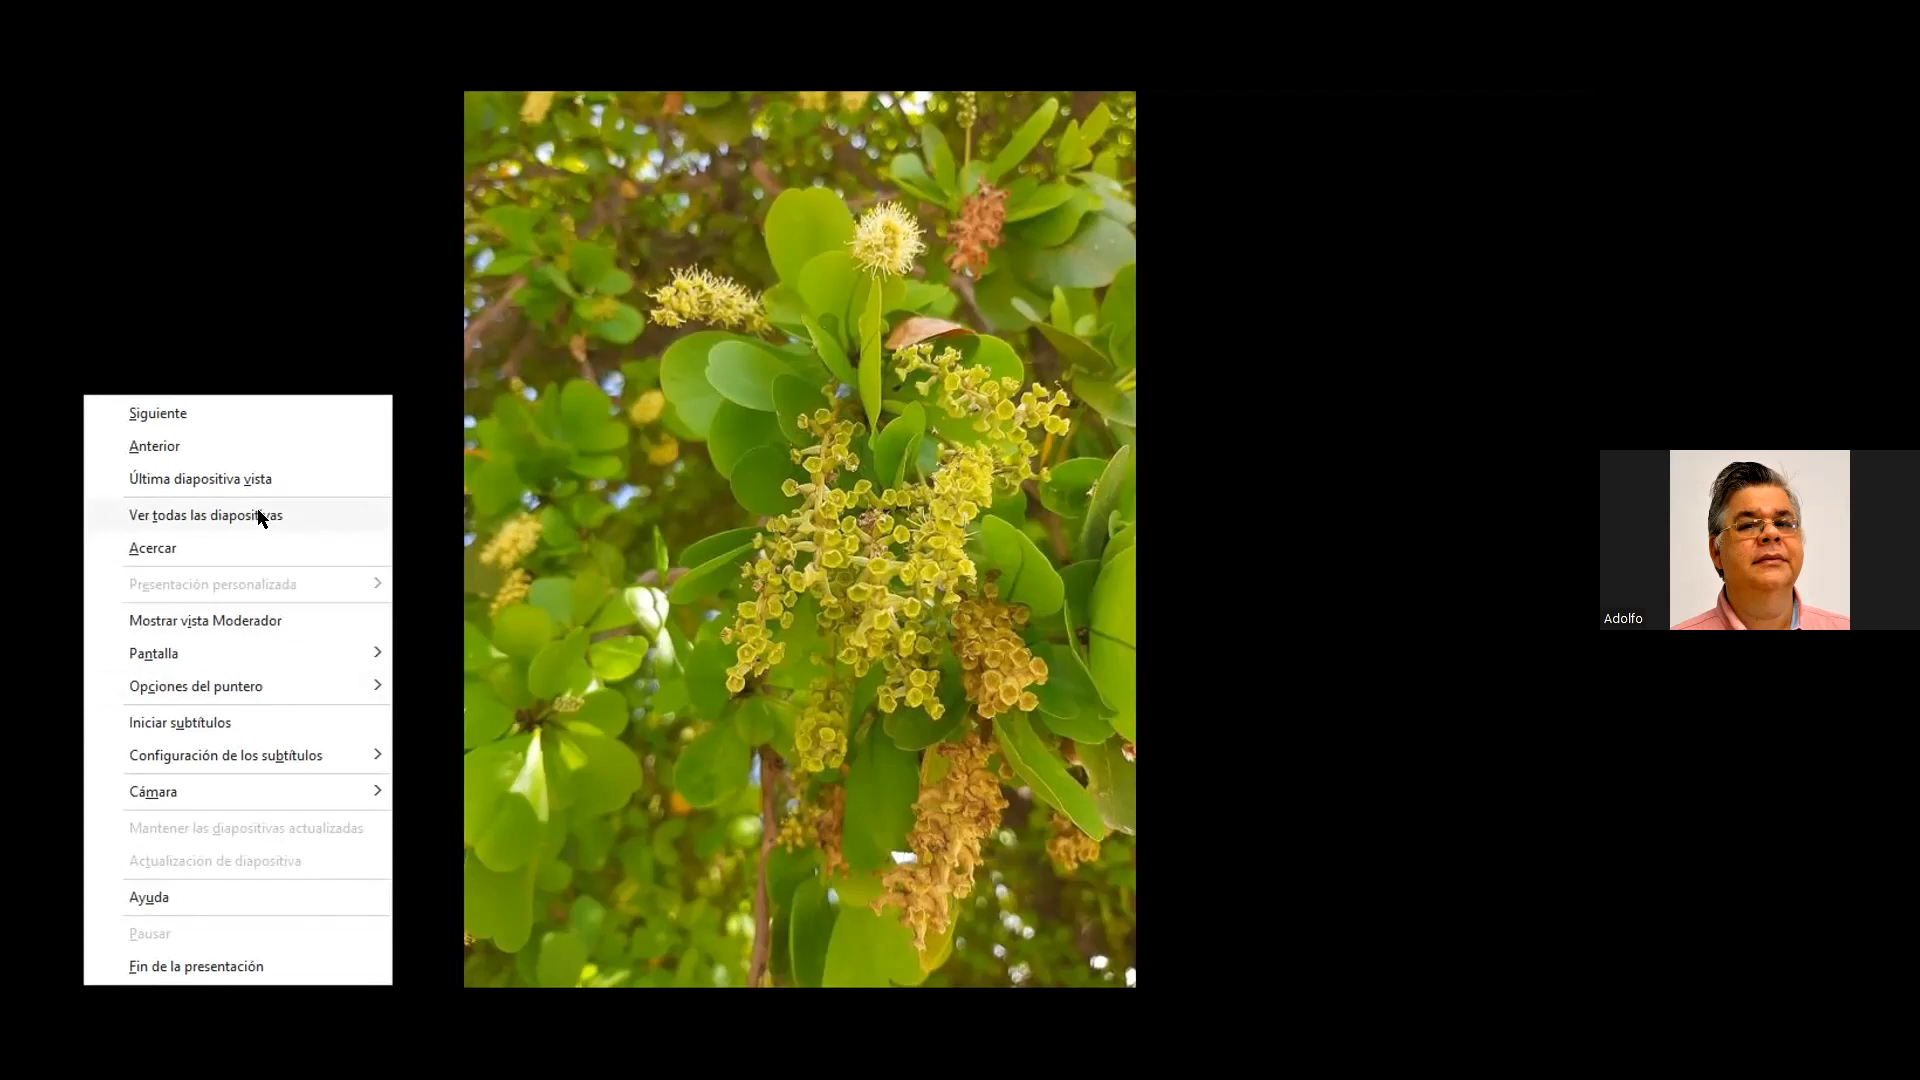 Siguiente
Anterior
Última diapositiva vista
Ver todas las diapositivas
Acercar
Presentación personalizada
Mostrar vista Moderador
Pantalla
Opciones del puntero
Iniciar subtítulos
Configuración de los subtítulos
Cámara
Mantener las diapositivas actualizadas
Actualización de diapositiva
Ayuda
Pausar
Fin de la presentación
Adolfo